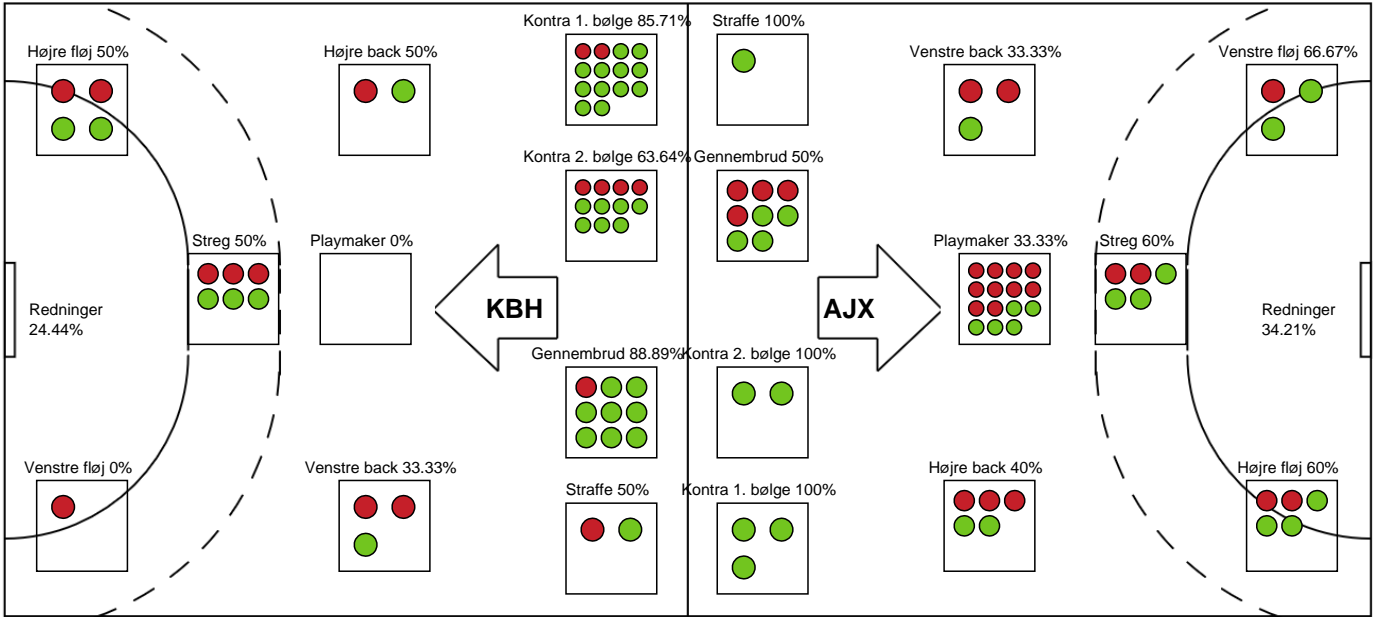 Kontra 1. bølge 85.71%
Straffe 100%
Højre fløj 50%
Højre back 50%
Venstre back 33.33%
Venstre fløj 66.67%
Kontra 2. bølge 63.64%
Gennembrud 50%
Streg 50%
Playmaker 0%
Playmaker 33.33%
Streg 60%
Redninger
24.44%
KBH
AJX
Redninger
34.21%
Gennembrud 88.89%
Kontra 2. bølge 100%
Venstre fløj 0%
Venstre back 33.33%
Højre back 40%
Højre fløj 60%
Straffe 50%
Kontra 1. bølge 100%